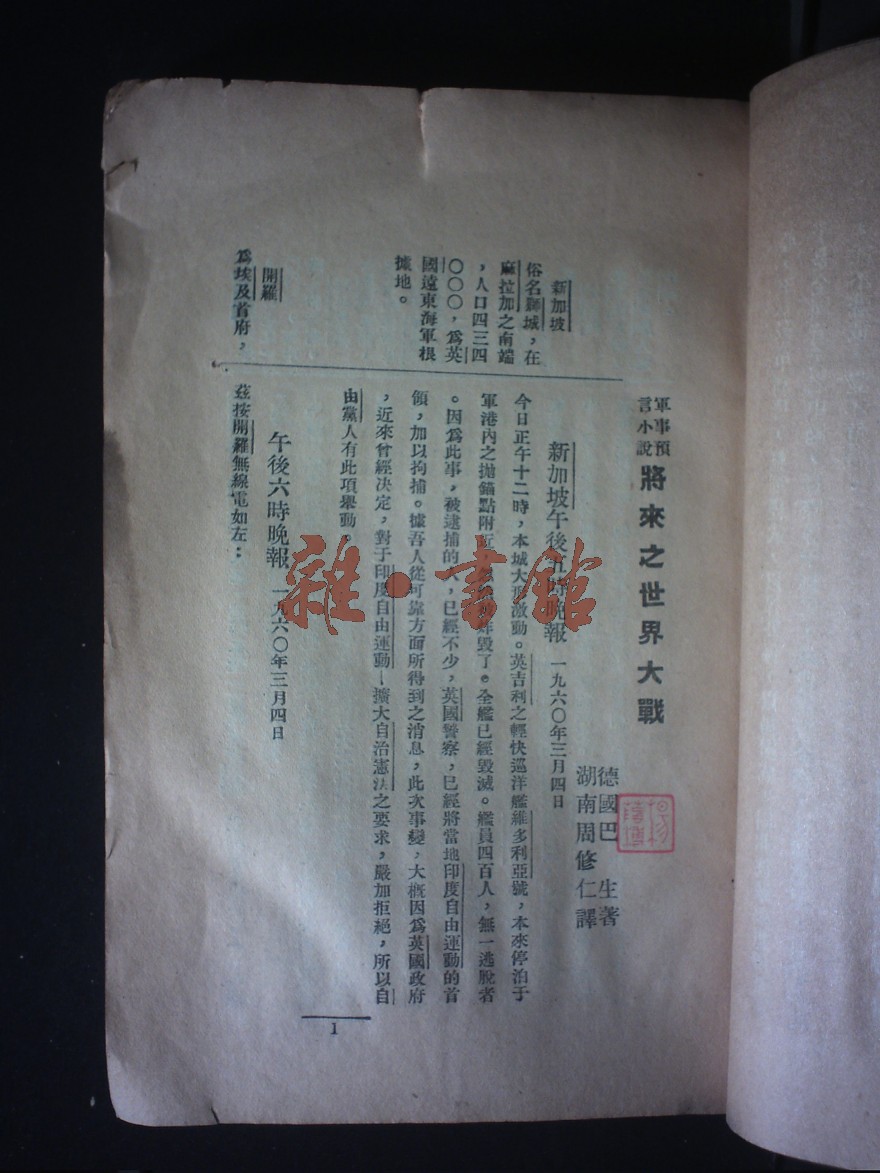 軍事預
言小說
將來之世界大戰
德國巴生著
湖南周修仁譯
新加坡午後五時晚報 一九六〇年三月四日
今日正午十二時，本城大形激動。英吉利之輕快巡洋艦維多利亞號，本來停泊于
軍港內之拋錨點附近，炸毀了。全艦已經毀滅。艦員四百人，無一逃脫者
。因爲此事，被逮捕的人，已經不少，英國警察，已經將當地印度自由運動的首
領，加以拘捕。據吾人從可靠方面所得到之消息，此次事變，大概因爲英國政府
，近來曾經決定，對于印度自由運動—擴大自治憲法之要求，嚴加拒絕，所以自
由黨人有此項舉動。
午後六時晚報 一九六〇年三月四日
茲按開羅無線電如左：
新加坡
俗名獅城，在
麻拉加之南端
，人口四三四
〇〇〇，爲英
國遠東海軍根
據地。
開羅
爲埃及首府，
1
雜·書館